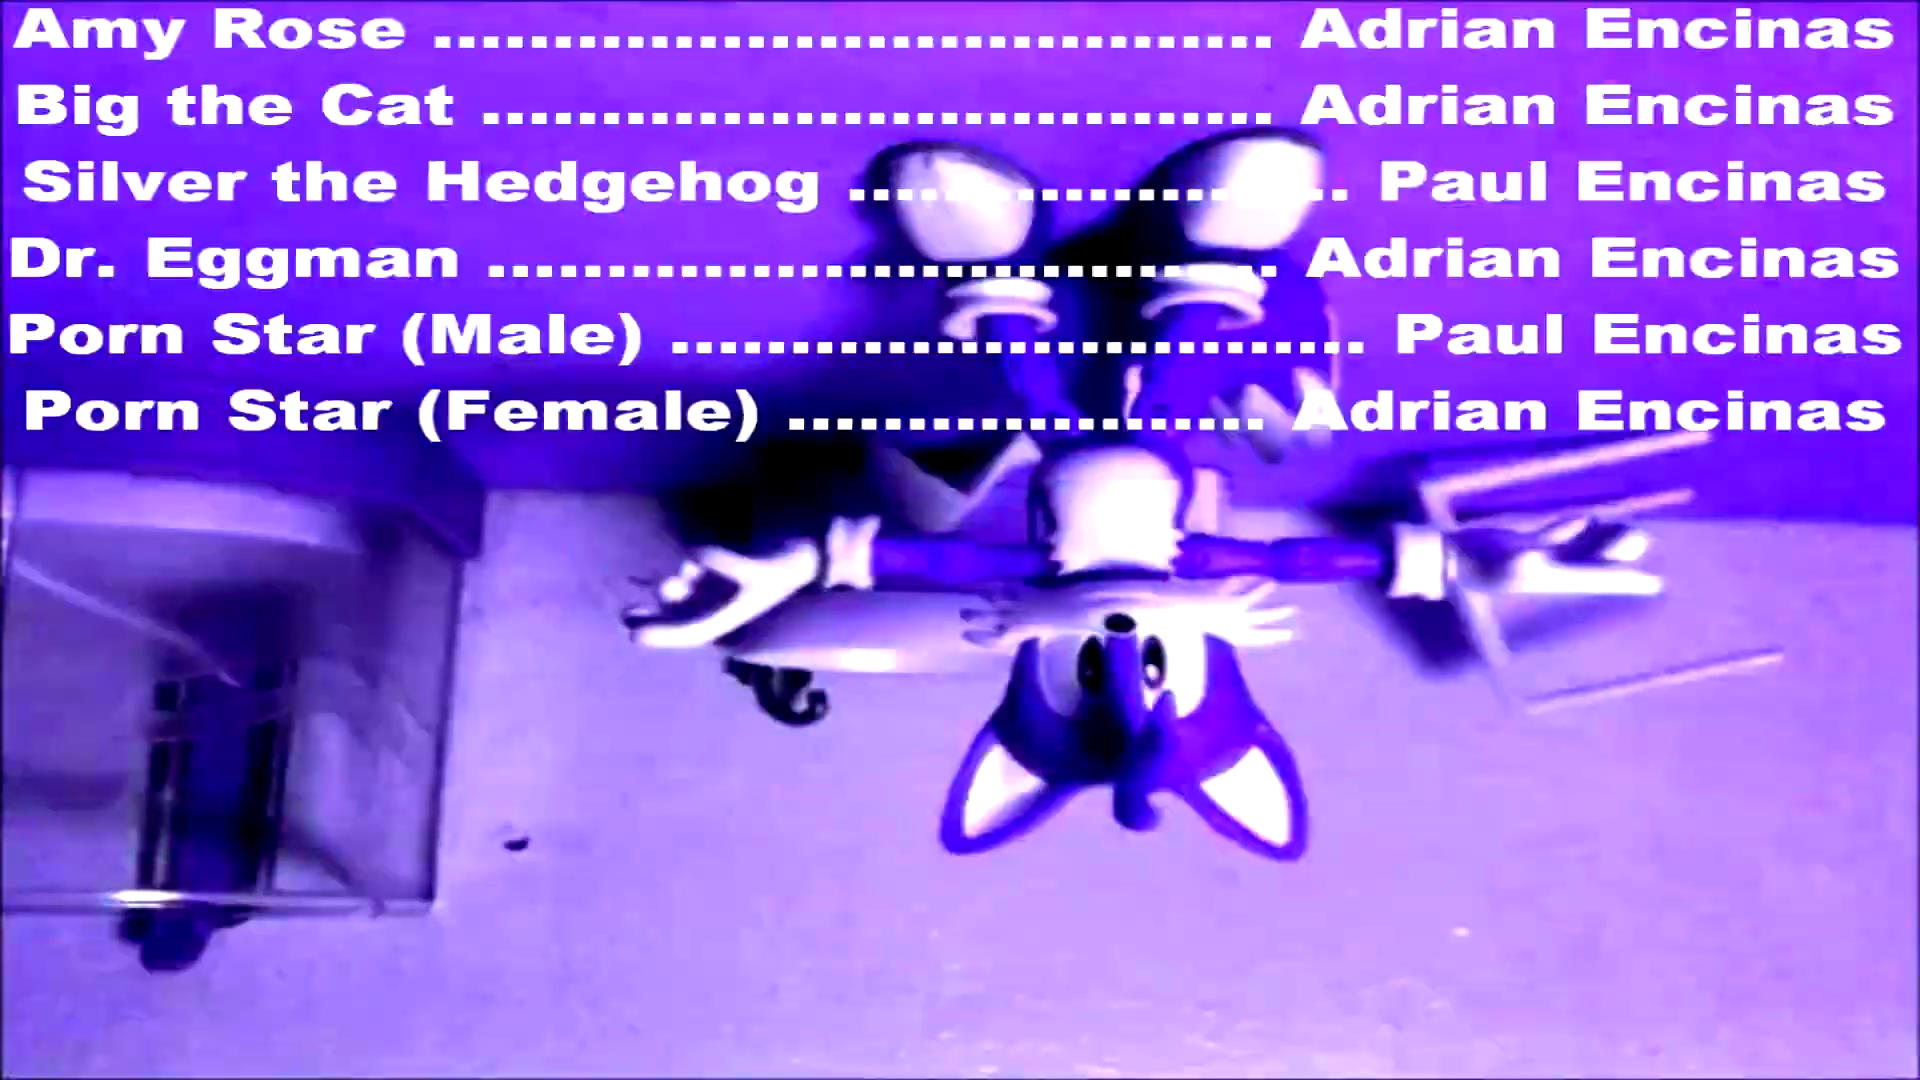 Amy Rose ................................... Adrian Encinas
Big the Cat ................................. Adrian Encinas
Silver the Hedgehog ..................... Paul Encinas
Dr. Eggman ................................. Adrian Encinas
Porn Star (Male) ............................. Paul Encinas
Porn Star (Female) .................... Adrian Encinas